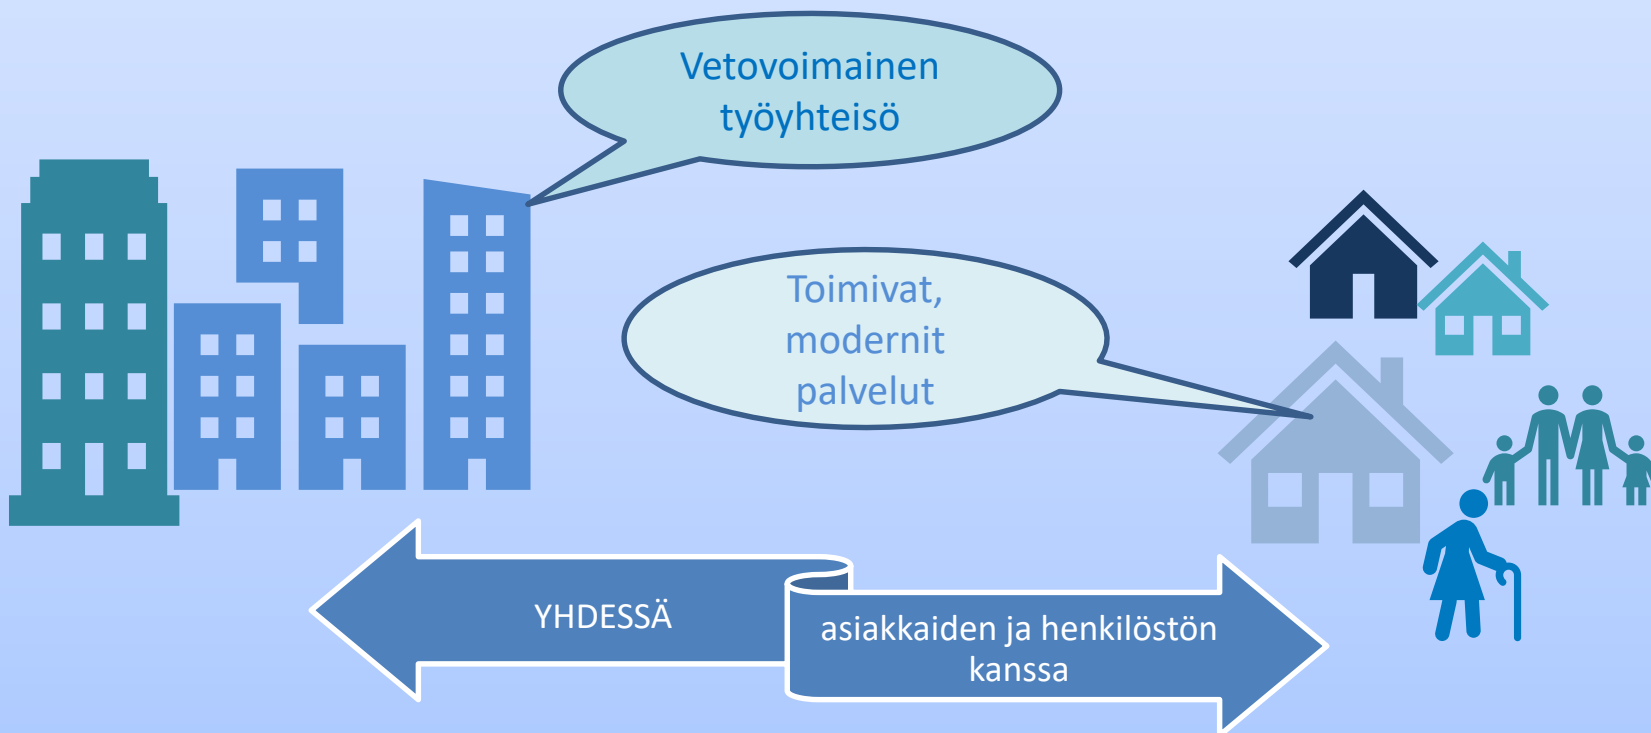 Vetovoimainen
työyhteisö
Toimivat,
modernit
palvelut
YHDESSÄ
asiakkaiden ja henkilöstön
kanssa